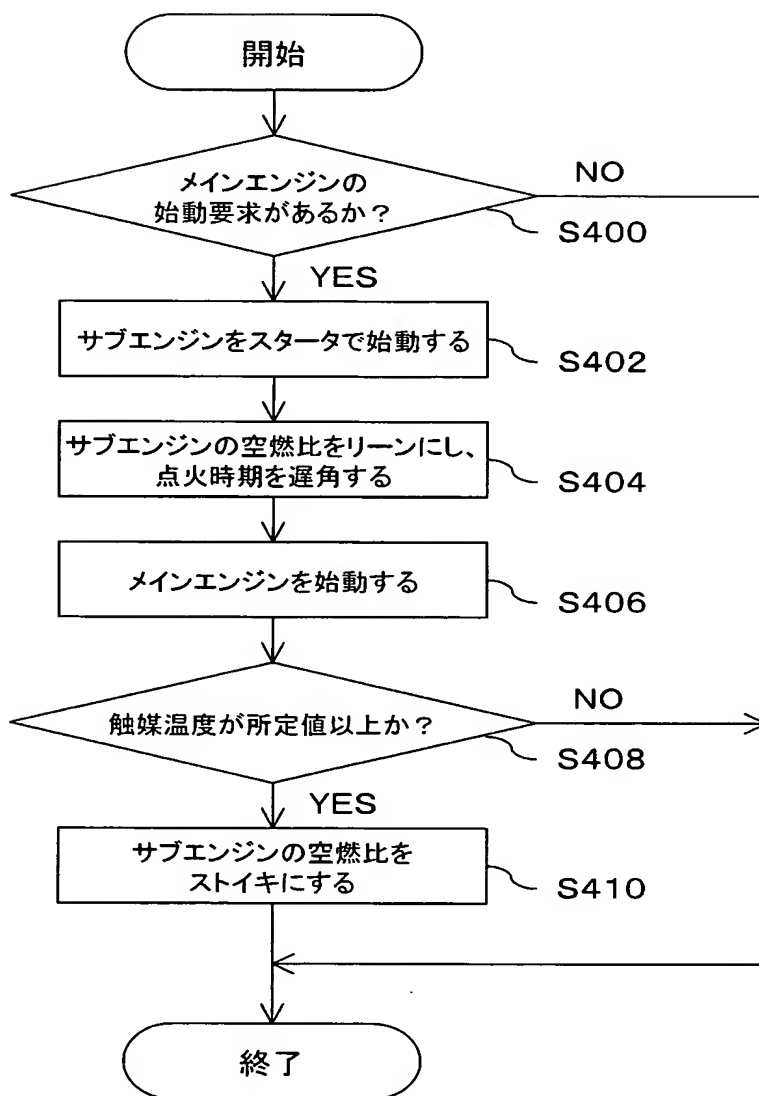 開始
メインエンジンの
始動要求があるか？
NO
S400
YES
サブエンジンをスタータで始動する
S402
サブエンジンの空燃比をリーンにし、
点火時期を遅角する
S404
メインエンジンを始動する
S406
触媒温度が所定値以上か？
NO
S408
YES
サブエンジンの空燃比を
ストイキにする
S410
終了